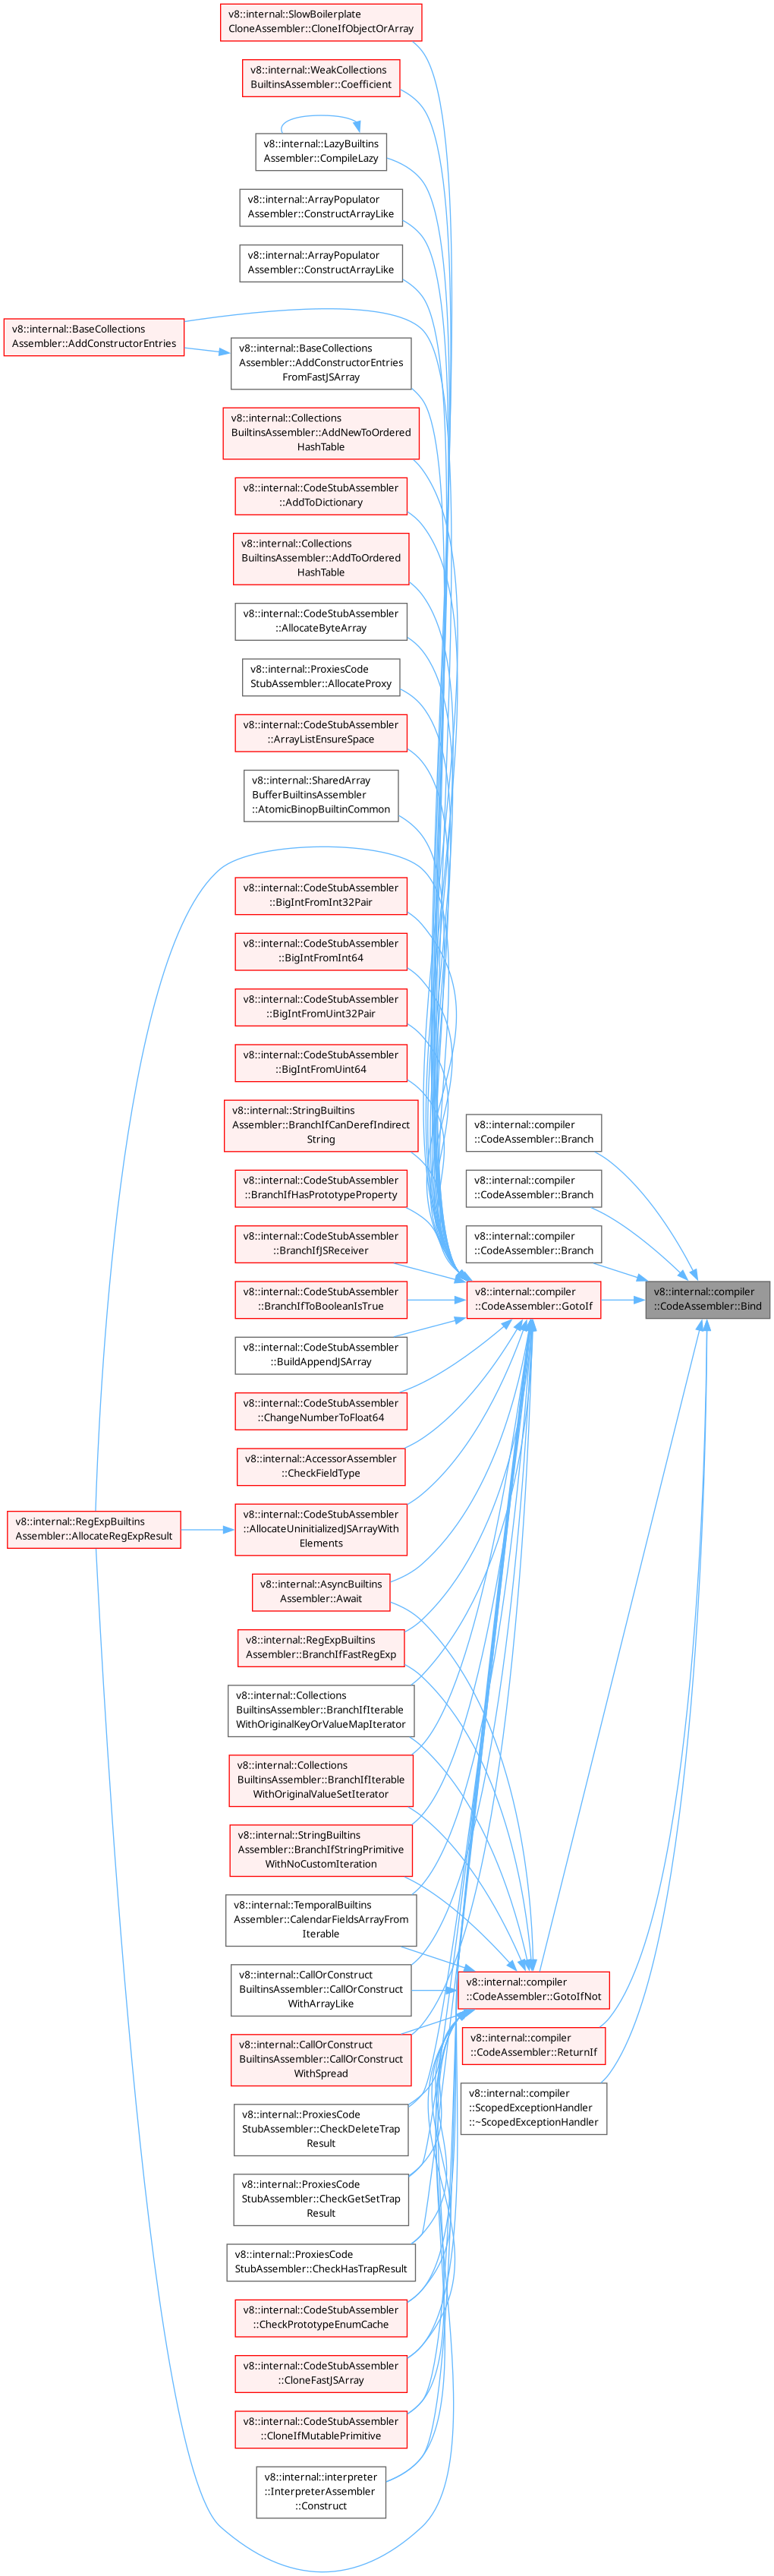 v8::internal::SlowBoilerplate
CloneAssembler::CloneIfObjectOrArray
v8::internal::WeakCollections
BuiltinsAssembler::Coefficient
v8::internal::LazyBuiltins
Assembler::CompileLazy
v8::internal::ArrayPopulator
Assembler::ConstructArrayLike
v8::internal::ArrayPopulator
Assembler::ConstructArrayLike
v8::internal::BaseCollections
Assembler::AddConstructorEntries
v8::internal::BaseCollections
Assembler::AddConstructorEntries
FromFastJSArray
v8::internal::Collections
BuiltinsAssembler::AddNewToOrdered
HashTable
v8::internal::CodeStubAssembler
::AddToDictionary
v8::internal::Collections
BuiltinsAssembler::AddToOrdered
HashTable
v8::internal::CodeStubAssembler
::AllocateByteArray
v8::internal::ProxiesCode
StubAssembler::AllocateProxy
v8::internal::CodeStubAssembler
::ArrayListEnsureSpace
v8::internal::SharedArray
BufferBuiltinsAssembler
::AtomicBinopBuiltinCommon
v8::internal::CodeStubAssembler
::BigIntFromInt32Pair
v8::internal::CodeStubAssembler
::BigIntFromInt64
v8::internal::CodeStubAssembler
::BigIntFromUint32Pair
v8::internal::CodeStubAssembler
::BigIntFromUint64
v8::internal::StringBuiltins
Assembler::BranchIfCanDerefIndirect
String
v8::internal::compiler
::CodeAssembler::Branch
v8::internal::CodeStubAssembler
::BranchIfHasPrototypeProperty
v8::internal::compiler
::CodeAssembler::Branch
v8::internal::CodeStubAssembler
::BranchIfJSReceiver
v8::internal::compiler
::CodeAssembler::Branch
v8::internal::CodeStubAssembler
::BranchIfToBooleanIsTrue
v8::internal::compiler
::CodeAssembler::GotoIf
v8::internal::compiler
::CodeAssembler::Bind
v8::internal::CodeStubAssembler
::BuildAppendJSArray
v8::internal::CodeStubAssembler
::ChangeNumberToFloat64
v8::internal::AccessorAssembler
::CheckFieldType
v8::internal::RegExpBuiltins
Assembler::AllocateRegExpResult
v8::internal::CodeStubAssembler
::AllocateUninitializedJSArrayWith
Elements
v8::internal::AsyncBuiltins
Assembler::Await
v8::internal::RegExpBuiltins
Assembler::BranchIfFastRegExp
v8::internal::Collections
BuiltinsAssembler::BranchIfIterable
WithOriginalKeyOrValueMapIterator
v8::internal::Collections
BuiltinsAssembler::BranchIfIterable
WithOriginalValueSetIterator
v8::internal::StringBuiltins
Assembler::BranchIfStringPrimitive
WithNoCustomIteration
v8::internal::TemporalBuiltins
Assembler::CalendarFieldsArrayFrom
Iterable
v8::internal::CallOrConstruct
BuiltinsAssembler::CallOrConstruct
WithArrayLike
v8::internal::compiler
::CodeAssembler::GotoIfNot
v8::internal::CallOrConstruct
BuiltinsAssembler::CallOrConstruct
WithSpread
v8::internal::compiler
::CodeAssembler::ReturnIf
v8::internal::ProxiesCode
StubAssembler::CheckDeleteTrap
Result
v8::internal::compiler
::ScopedExceptionHandler
::~ScopedExceptionHandler
v8::internal::ProxiesCode
StubAssembler::CheckGetSetTrap
Result
v8::internal::ProxiesCode
StubAssembler::CheckHasTrapResult
v8::internal::CodeStubAssembler
::CheckPrototypeEnumCache
v8::internal::CodeStubAssembler
::CloneFastJSArray
v8::internal::CodeStubAssembler
::CloneIfMutablePrimitive
v8::internal::interpreter
::InterpreterAssembler
::Construct